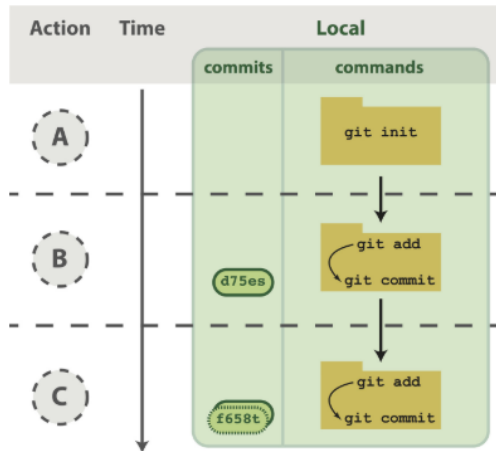 Action Time Local
commits commands
A
git init
B
git add
d75es
git commit
C
git add
f658t
git commit